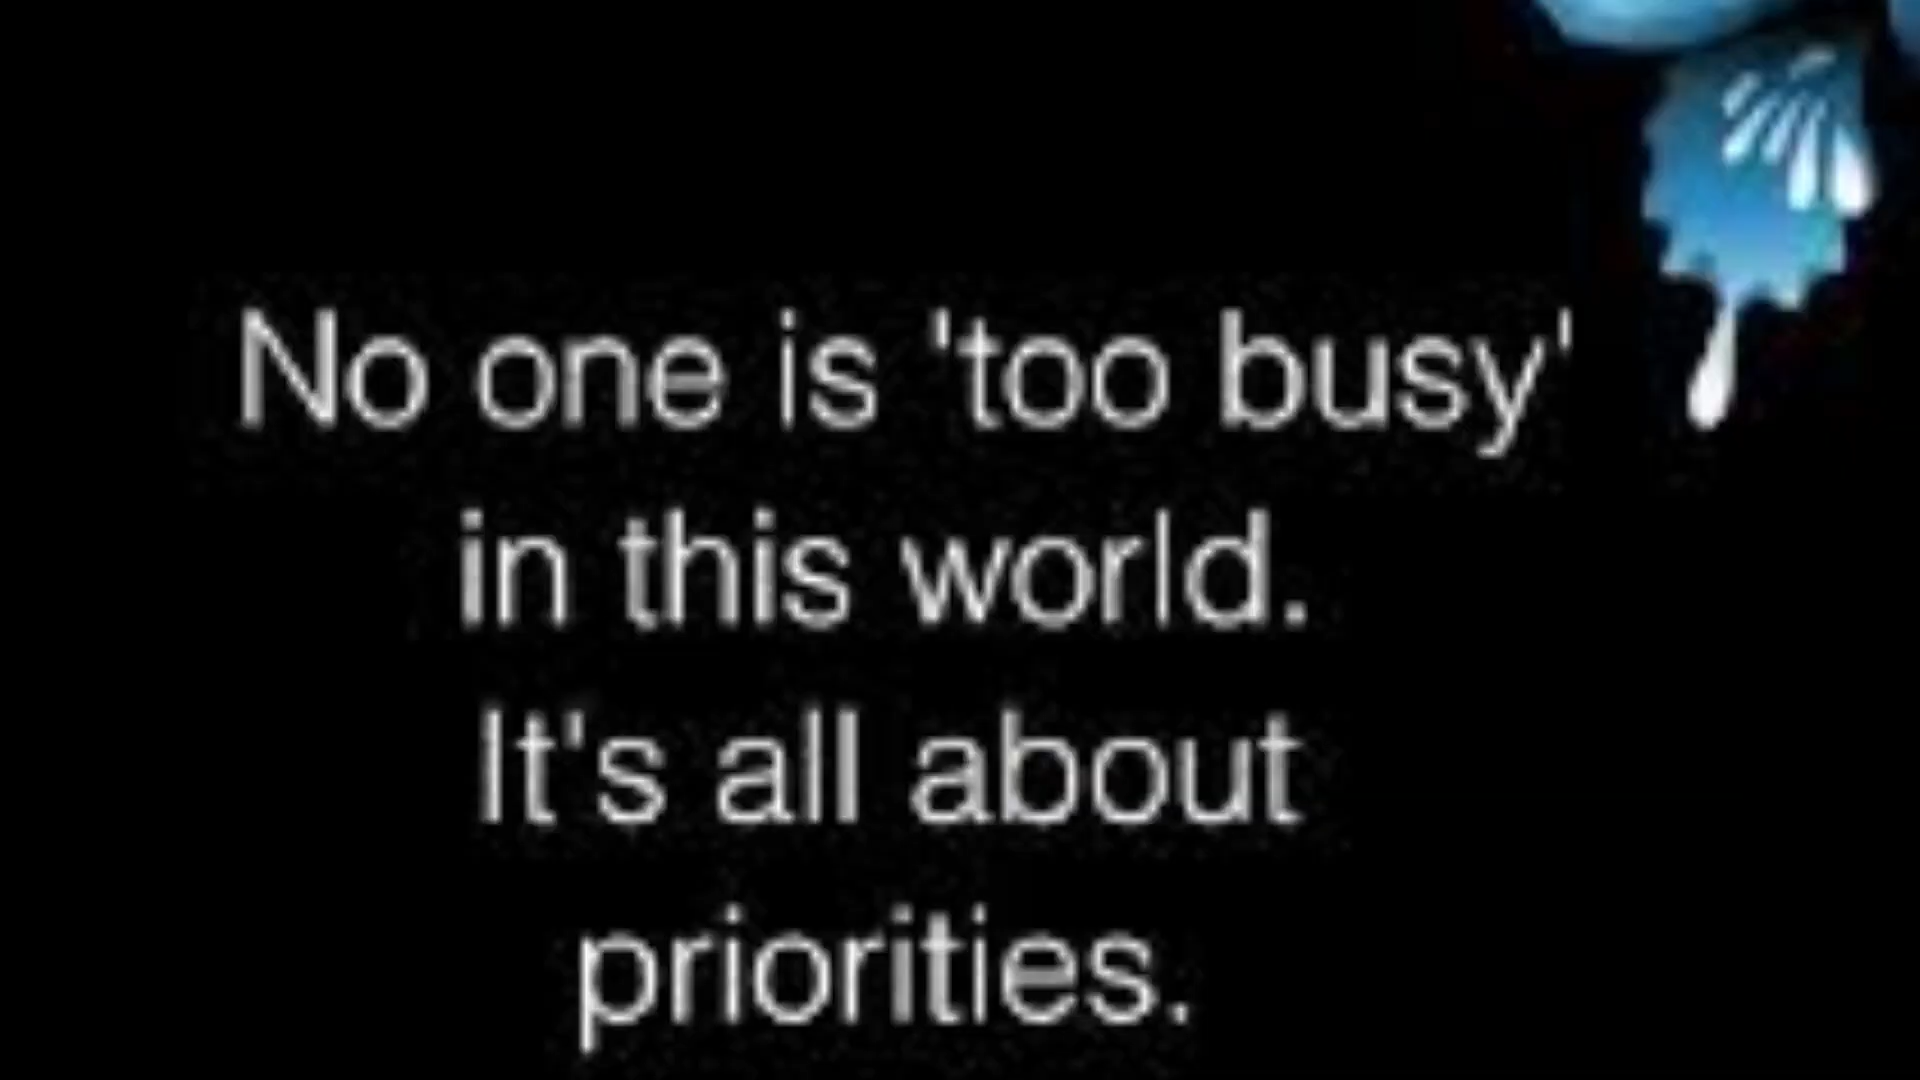 No one is 'too busy'
in this world.
It's all about
priorities.